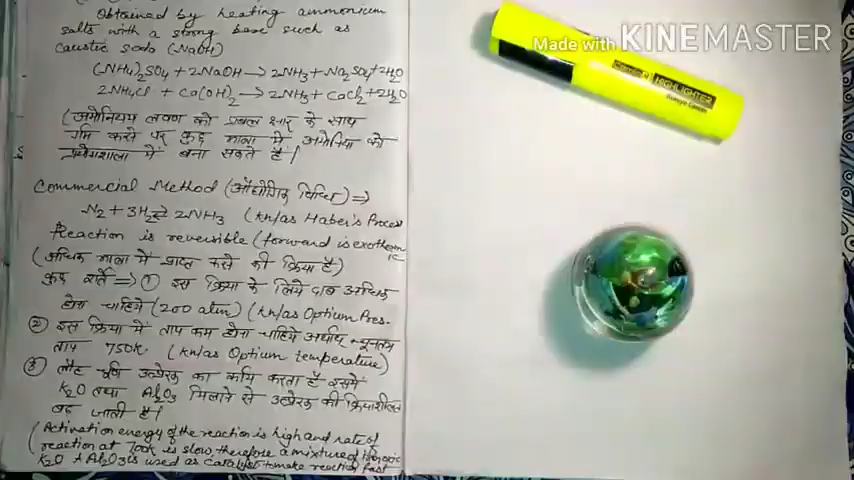 Obtained by heating ammonium
salts with a strong base such as
caustic soda (NaOH)
(NH4)2SO4 + 2NaOH → 2NH3 + Na2SO4 + 2H2O
2NH4Cl + Ca(OH)2 → 2NH3 + CaCl2 + 2H2O
(अमोनियम लवण को प्रबल क्षार के साथ
गर्म करने पर कुछ मात्रा में अमोनिया को
प्रयोगशाला में बना सकते है।
Commercial Method (औद्योगिक विधि) ⇒
N2 + 3H2 ⇌ 2NH3 (kn/as Haber's Process
Reaction is reversible (forward is exothermic
(अधिक मात्रा में प्राप्त करने की क्रिया है)
कुछ शर्तें ⇒ ① इस क्रिया के लिये दाब अधिक
होना चाहिये (200 atm) (kn/as Optium Pres-
② इस क्रिया में ताप कम होना चाहिये अर्थात् न्यूनतम
ताप 750k. (kn/as Optium temperature)
③ लौह चूर्ण उत्प्रेरक का कार्य करता है इसमें
K2O तथा Al2O3 मिलाने से उत्प्रेरक की क्रियाशीलता
बढ़ जाती है।
(Activation energy of the reaction is high and rate of
reaction at 700k is slow, therefore a mixture of
K2O + Al2O3 is used as catalyst to make reaction fast
Made with KINEMASTER
HIGHLIGHTER